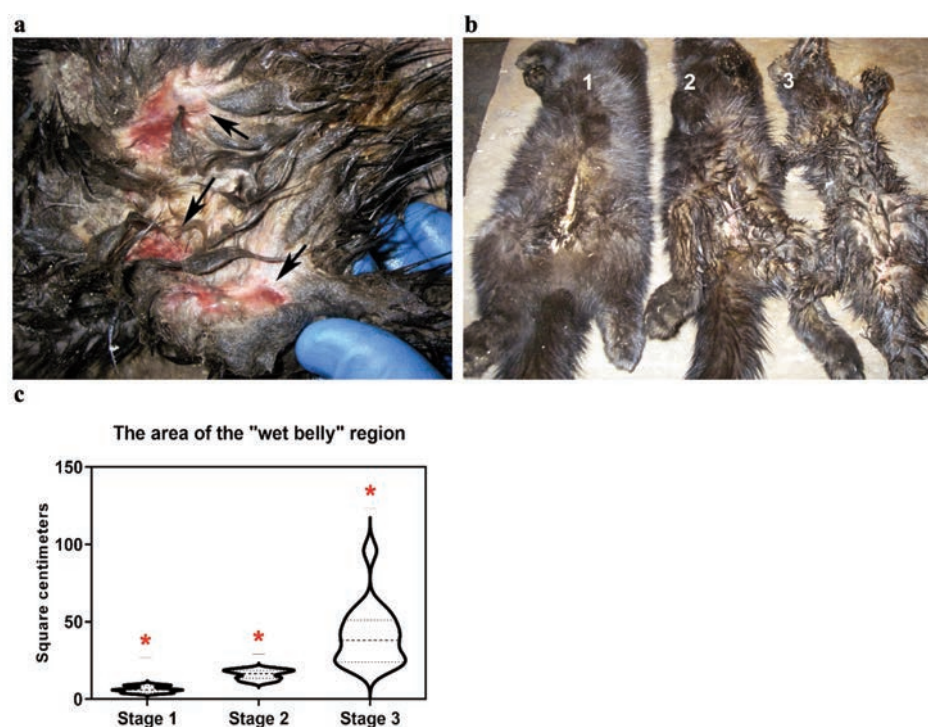 a
b
1
2
3
c
The area of the "wet belly" region
150
100
50
0
Square centimeters
*
*
*
Stage 1
Stage 2
Stage 3